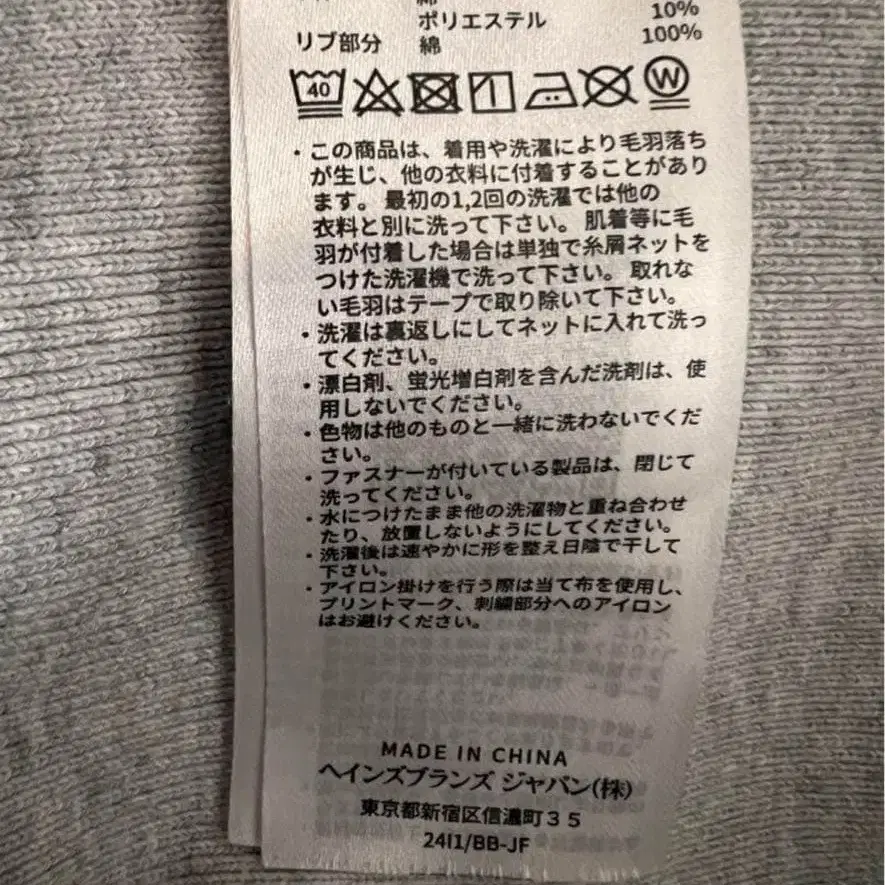 ポリエステル 10%
リブ部分 綿 100%
40 W
・この商品は、着用や洗濯により毛羽落ち
が生じ、他の衣料に付着することがあり
ます。最初の1,2回の洗濯では他の
衣料と別に洗って下さい。肌着等に毛
羽が付着した場合は単独で糸屑ネットを
つけた洗濯機で洗って下さい。取れな
い毛羽はテープで取り除いて下さい。
・洗濯は裏返しにしてネットに入れて洗っ
てください。
・漂白剤、蛍光増白剤を含んだ洗剤は、使
用しないでください。
・色物は他のものと一緒に洗わないでくだ
さい。
・ファスナーが付いている製品は、閉じて
洗ってください。
・水につけたまま他の洗濯物と重ね合わせ
たり、放置しないようにしてください。
・洗濯後は速やかに形を整え日陰で干して
下さい。
・アイロン掛けを行う際は当て布を使用し、
プリントマーク、刺繍部分へのアイロン
はお避けください。
MADE IN CHINA
ヘインズブランズ ジャパン(株)
東京都新宿区信濃町35
24I1/BB-JF